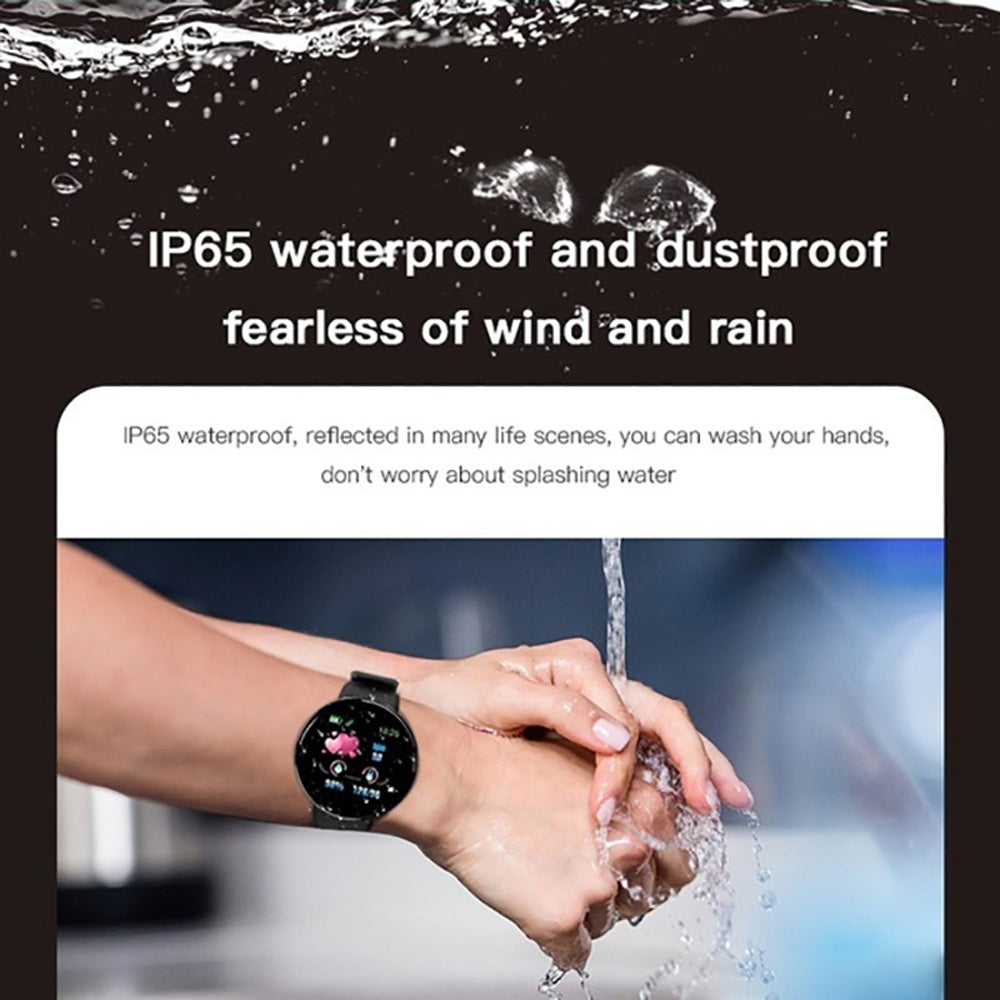 IP65 waterproof and dustproof
fearless of wind and rain
IP65 waterproof, reflected in many life scenes, you can wash your hands,
don't worry about splashing water